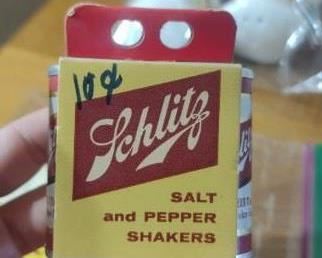 10¢
Schlitz
SALT
and PEPPER
SHAKERS